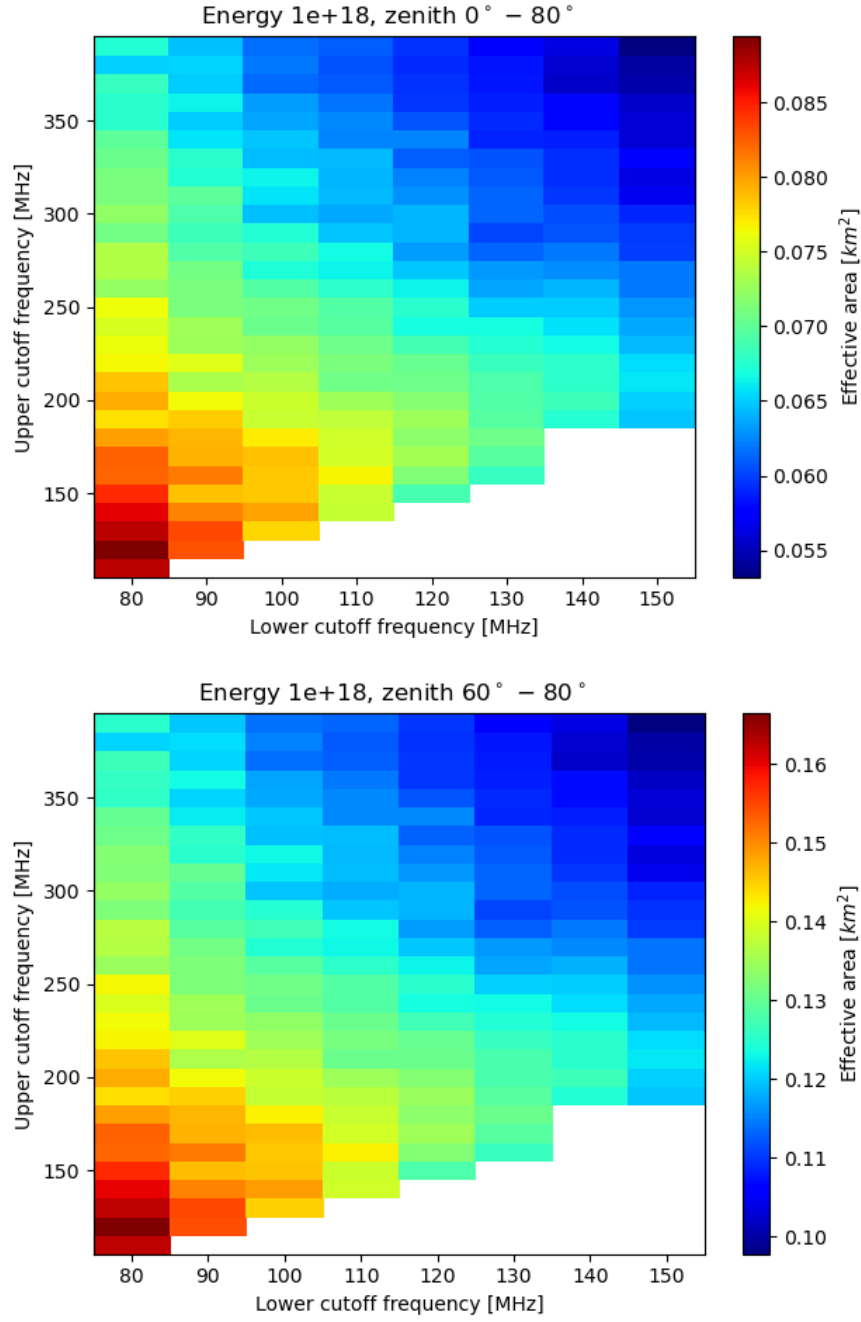 Energy 1e+18, zenith 0° − 80°
Upper cutoff frequency [MHz]
350
300
250
200
150
80 90 100 110 120 130 140 150
Lower cutoff frequency [MHz]
0.085
0.080
0.075
0.070
0.065
0.060
0.055
Effective area [km²]
Energy 1e+18, zenith 60° − 80°
Upper cutoff frequency [MHz]
350
300
250
200
150
80 90 100 110 120 130 140 150
Lower cutoff frequency [MHz]
0.16
0.15
0.14
0.13
0.12
0.11
0.10
Effective area [km²]